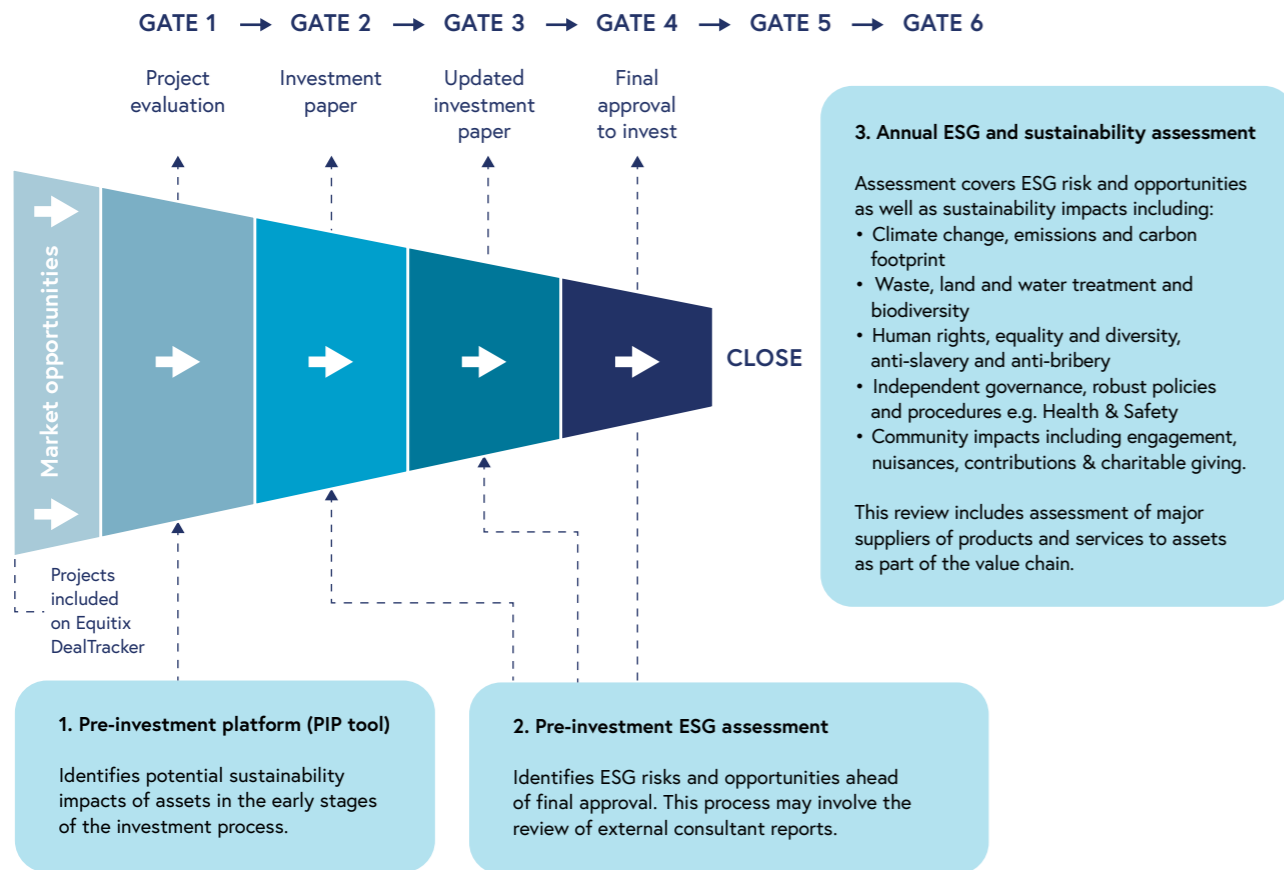 GATE 1 → GATE 2 → GATE 3 → GATE 4 → GATE 5 → GATE 6
Project
evaluation
Investment
paper
Updated
investment
paper
Final
approval
to invest
Market opportunities
CLOSE
Projects
included
on Equitix
DealTracker
1. Pre-investment platform (PIP tool)
Identifies potential sustainability
impacts of assets in the early stages
of the investment process.
2. Pre-investment ESG assessment
Identifies ESG risks and opportunities ahead
of final approval. This process may involve the
review of external consultant reports.
3. Annual ESG and sustainability assessment
Assessment covers ESG risk and opportunities
as well as sustainability impacts including:
• Climate change, emissions and carbon
footprint
• Waste, land and water treatment and
biodiversity
• Human rights, equality and diversity,
anti-slavery and anti-bribery
• Independent governance, robust policies
and procedures e.g. Health & Safety
• Community impacts including engagement,
nuisances, contributions & charitable giving.
This review includes assessment of major
suppliers of products and services to assets
as part of the value chain.